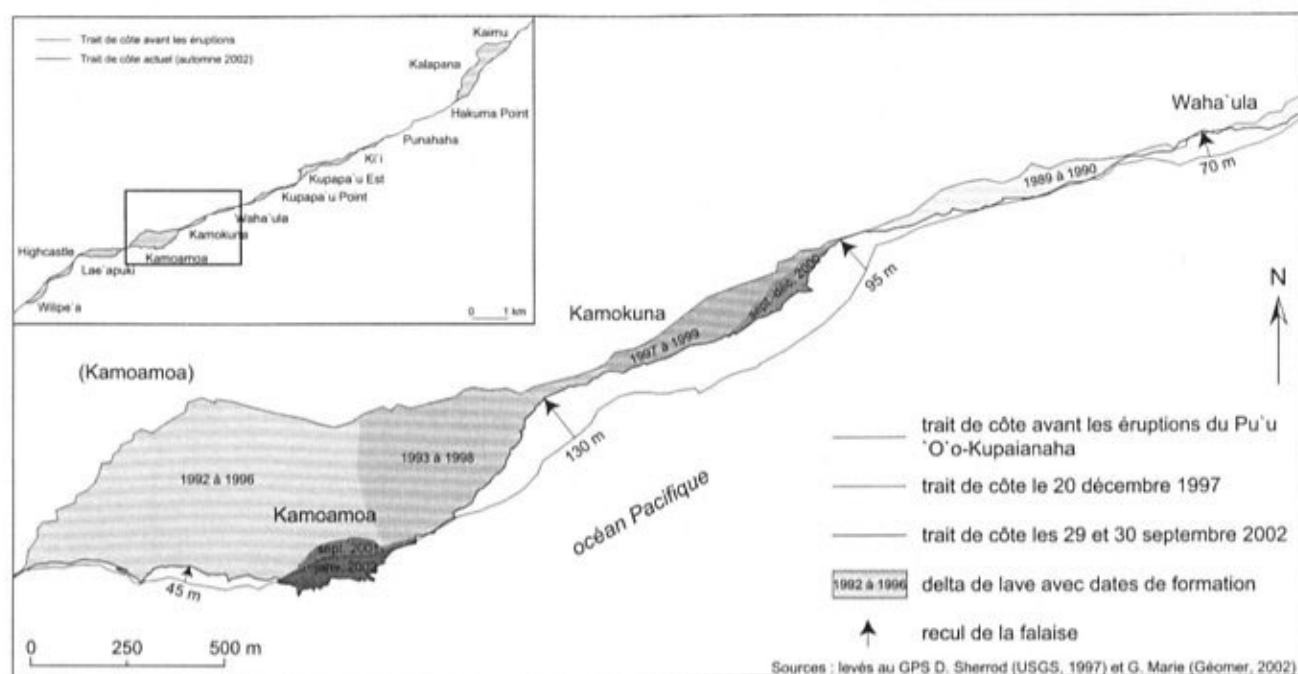 Trait de côte avant les éruptions
Trait de côte actuel (automne 2002)
Kaimu
Kalapana
Hakuma Point
Punahaha
Ki'i
Kupapa`u Est
Kupapa`u Point
Waha`ula
Kamokuna
Kamoamoa
Highcastle
Lae`apuki
Wilipe`a
0 1 km
Waha`ula
70 m
1989 à 1990
95 m
sept.-déc. 2000
Kamokuna
1997 à 1999
N
(Kamoamoa)
130 m
1993 à 1998
1992 à 1996
Kamoamoa
océan Pacifique
sept. 2001
45 m
0 250 500 m
trait de côte avant les éruptions du Pu`u
`O`o-Kupaianaha
trait de côte le 20 décembre 1997
trait de côte les 29 et 30 septembre 2002
1992 à 1996 delta de lave avec dates de formation
recul de la falaise
Sources : levés au GPS D. Sherrod (USGS, 1997) et G. Marie (Géomer, 2002)